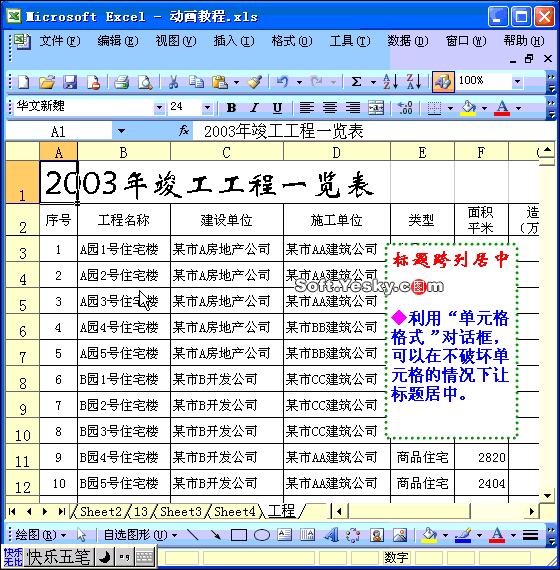 Microsoft Excel - 动画教程.xls
文件(F) 编辑(E) 视图(V) 插入(I) 格式(O) 工具(T) 数据(D) 窗口(W) 帮助(H)
Σ 100%
华文新魏 24 B I U A
A1 fx 2003年竣工工程一览表
A B C D E F
1 2003年竣工工程一览表
2 序号 工程名称 建设单位 施工单位 类型 面积 造
平米 (万
3 1 A园1号住宅楼 某市A房地产公司 某市AA建筑公司
4 2 A园2号住宅楼 某市A房地产公司 某市AA建筑公司
5 3 A园3号住宅楼 某市A房地产公司 某市AA建筑公司
6 4 A园4号住宅楼 某市A房地产公司 某市BB建筑公司
7 5 A园5号住宅楼 某市A房地产公司 某市BB建筑公司
8 6 B园1号住宅楼 某市B开发公司 某市CC建筑公司
9 7 B园2号住宅楼 某市B开发公司 某市CC建筑公司
10 8 B园3号住宅楼 某市B开发公司 某市CC建筑公司
11 9 B园4号住宅楼 某市B开发公司 某市AA建筑公司 商品住宅 2820
12 10 B园5号住宅楼 某市B开发公司 某市AA建筑公司 商品住宅 2404
标题跨列居中
Soft.Yesky.com
◆利用“单元格
格式”对话框，
可以在不破坏单
元格的情况下让
标题居中。
Sheet2 13 Sheet3 Sheet4 工程
绘图(R) 自选图形(U) A A
快乐五笔 数字